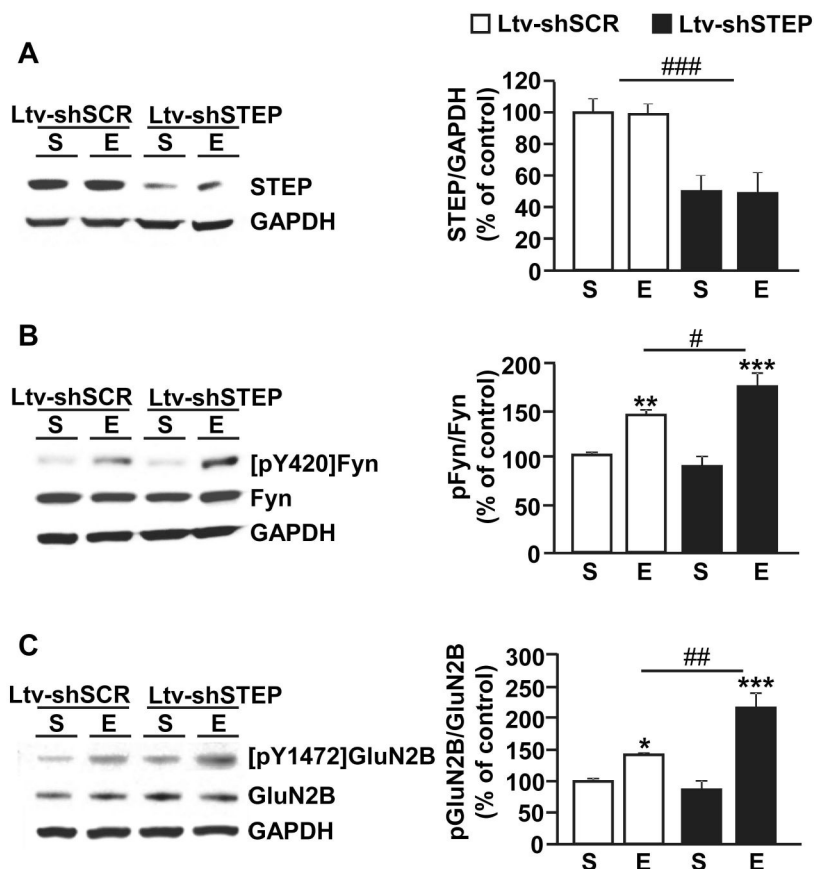 Ltv-shSCR Ltv-shSTEP
A
Ltv-shSCR Ltv-shSTEP
S E S E
STEP
GAPDH
###
STEP/GAPDH
(% of control)
120
100
80
60
40
20
0
S E S E
B
Ltv-shSCR Ltv-shSTEP
S E S E
[pY420]Fyn
Fyn
GAPDH
#
** ***
pFyn/Fyn
(% of control)
200
150
100
50
0
S E S E
C
Ltv-shSCR Ltv-shSTEP
S E S E
[pY1472]GluN2B
GluN2B
GAPDH
##
* ***
pGluN2B/GluN2B
(% of control)
300
250
200
150
100
50
0
S E S E